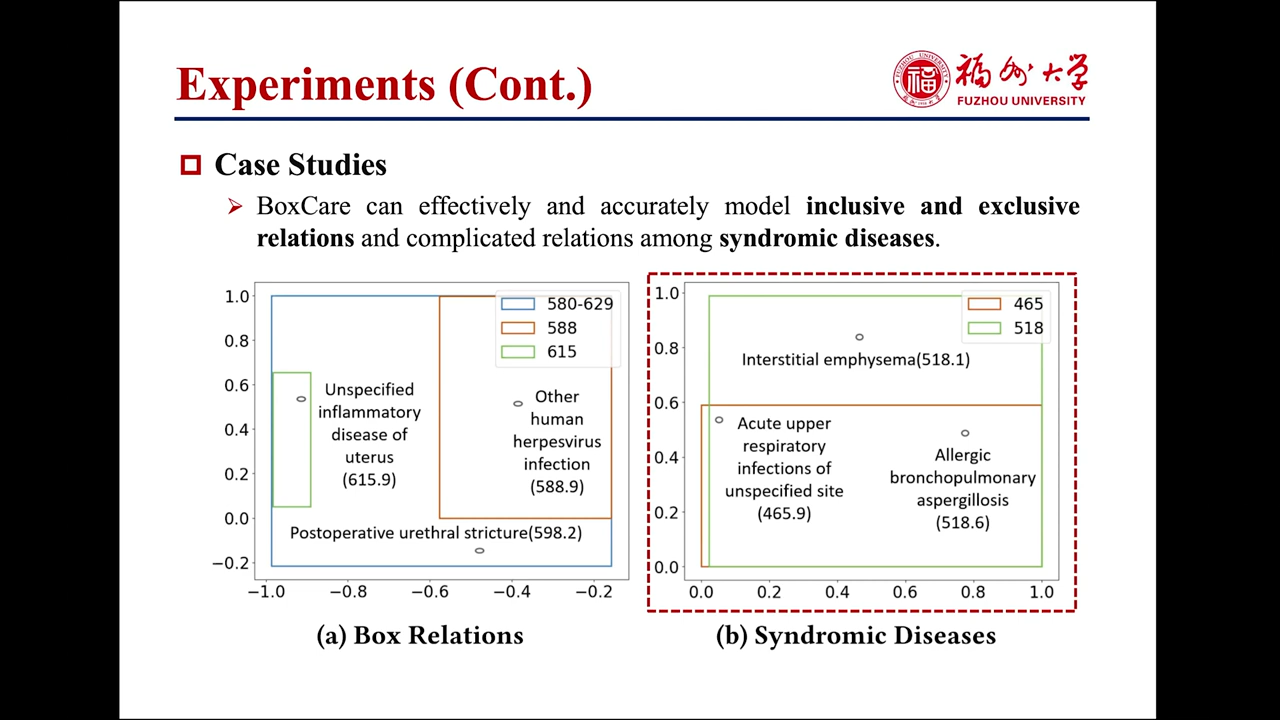 Experiments (Cont.)
福州大学
FUZHOU UNIVERSITY
福
Case Studies
BoxCare can effectively and accurately model inclusive and exclusive
relations and complicated relations among syndromic diseases.
580-629
588
615
1.0
0.8
0.6
0.4
0.2
0.0
−0.2
−1.0
−0.8
−0.6
−0.4
−0.2
Unspecified
inflammatory
disease of
uterus
(615.9)
Other
human
herpesvirus
infection
(588.9)
Postoperative urethral stricture(598.2)
(a) Box Relations
465
518
1.0
0.8
0.6
0.4
0.2
0.0
0.0
0.2
0.4
0.6
0.8
1.0
Interstitial emphysema(518.1)
Acute upper
respiratory
infections of
unspecified site
(465.9)
Allergic
bronchopulmonary
aspergillosis
(518.6)
(b) Syndromic Diseases